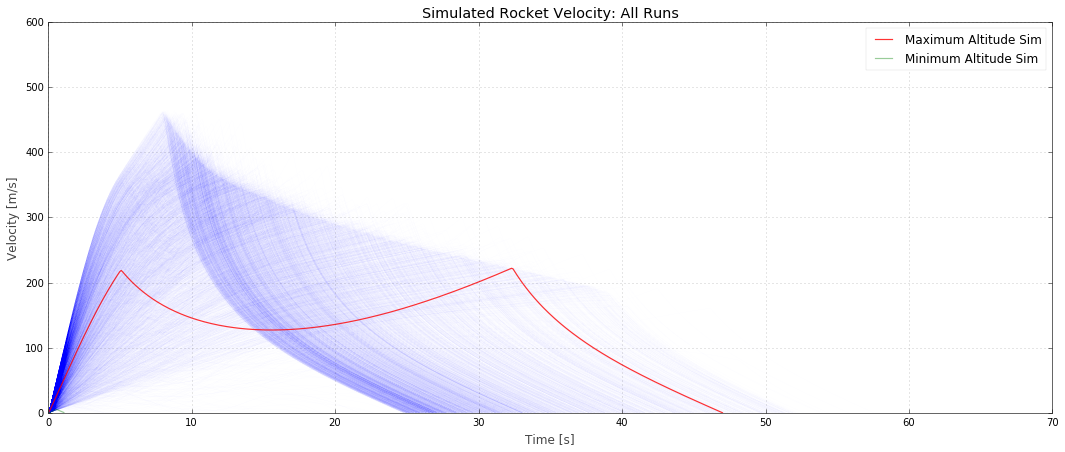 Simulated Rocket Velocity: All Runs
Maximum Altitude Sim
Minimum Altitude Sim
600
500
400
300
200
100
0
Velocity [m/s]
0 10 20 30 40 50 60 70
Time [s]